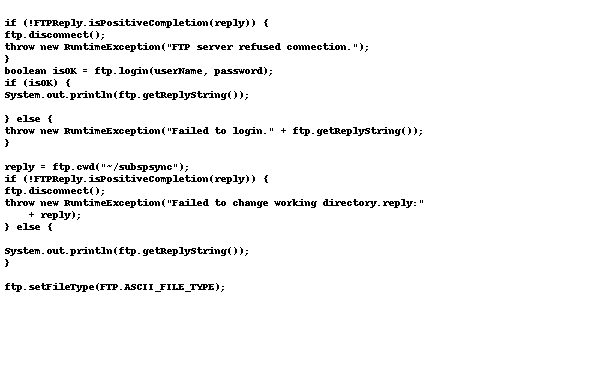 if (!FTPReply.isPositiveCompletion(reply)) {
ftp.disconnect();
throw new RuntimeException("FTP server refused connection.");
}
boolean isOK = ftp.login(userName, password);
if (isOK) {
System.out.println(ftp.getReplyString());
} else {
throw new RuntimeException("Failed to login." + ftp.getReplyString());
}
reply = ftp.cwd("~/subspsync");
if (!FTPReply.isPositiveCompletion(reply)) {
ftp.disconnect();
throw new RuntimeException("Failed to change working directory.reply:"
+ reply);
} else {
System.out.println(ftp.getReplyString());
}
ftp.setFileType(FTP.ASCII_FILE_TYPE);